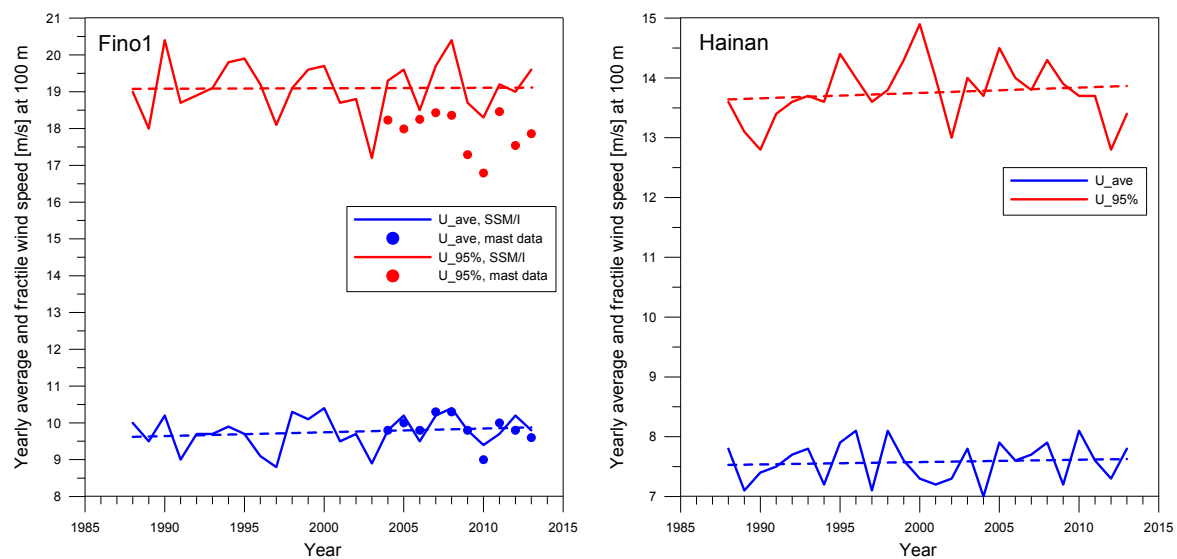 Fino1
Yearly average and fractile wind speed [m/s] at 100 m
21
20
19
18
17
16
15
14
13
12
11
10
9
8
U_ave, SSM/I
U_ave, mast data
U_95%, SSM/I
U_95%, mast data
1985 1990 1995 2000 2005 2010 2015
Year
Hainan
Yearly average and fractile wind speed [m/s] at 100 m
15
14
13
12
11
10
9
8
7
U_ave
U_95%
1985 1990 1995 2000 2005 2010 2015
Year